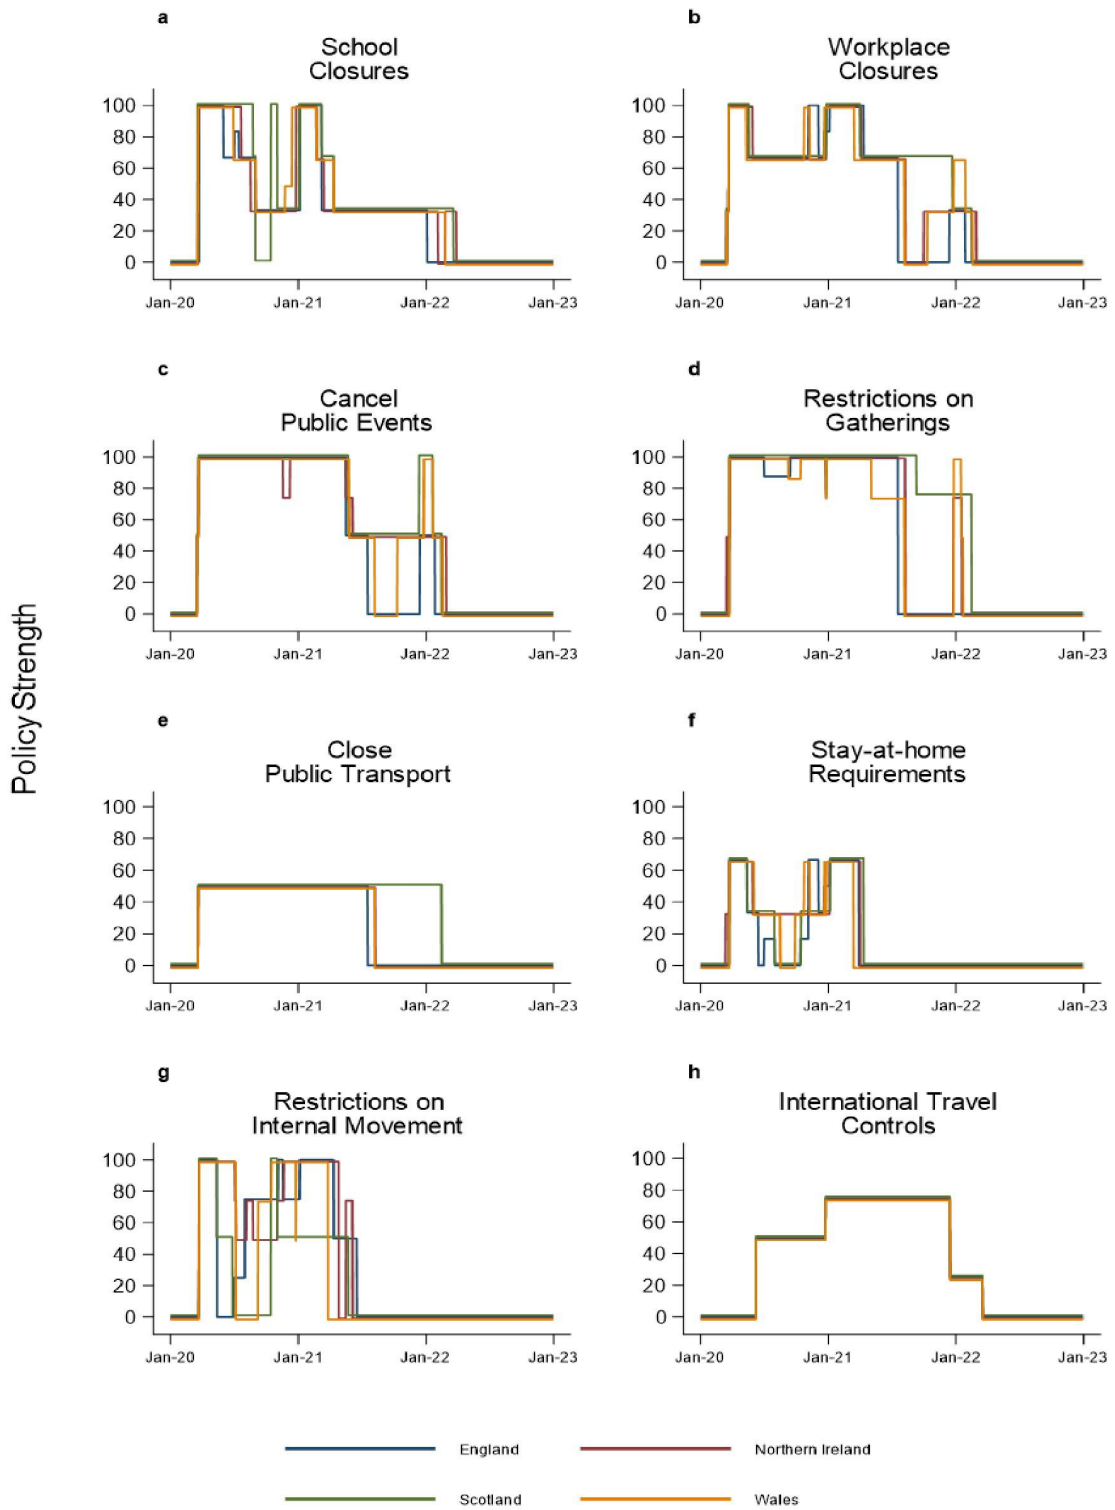 a
School
Closures
100
80
60
40
20
0
Jan-20 Jan-21 Jan-22 Jan-23
b
Workplace
Closures
100
80
60
40
20
0
Jan-20 Jan-21 Jan-22 Jan-23
c
Cancel
Public Events
100
80
60
40
20
0
Jan-20 Jan-21 Jan-22 Jan-23
d
Restrictions on
Gatherings
100
80
60
40
20
0
Jan-20 Jan-21 Jan-22 Jan-23
Policy Strength
e
Close
Public Transport
100
80
60
40
20
0
Jan-20 Jan-21 Jan-22 Jan-23
f
Stay-at-home
Requirements
100
80
60
40
20
0
Jan-20 Jan-21 Jan-22 Jan-23
g
Restrictions on
Internal Movement
100
80
60
40
20
0
Jan-20 Jan-21 Jan-22 Jan-23
h
International Travel
Controls
100
80
60
40
20
0
Jan-20 Jan-21 Jan-22 Jan-23
England Northern Ireland
Scotland Wales